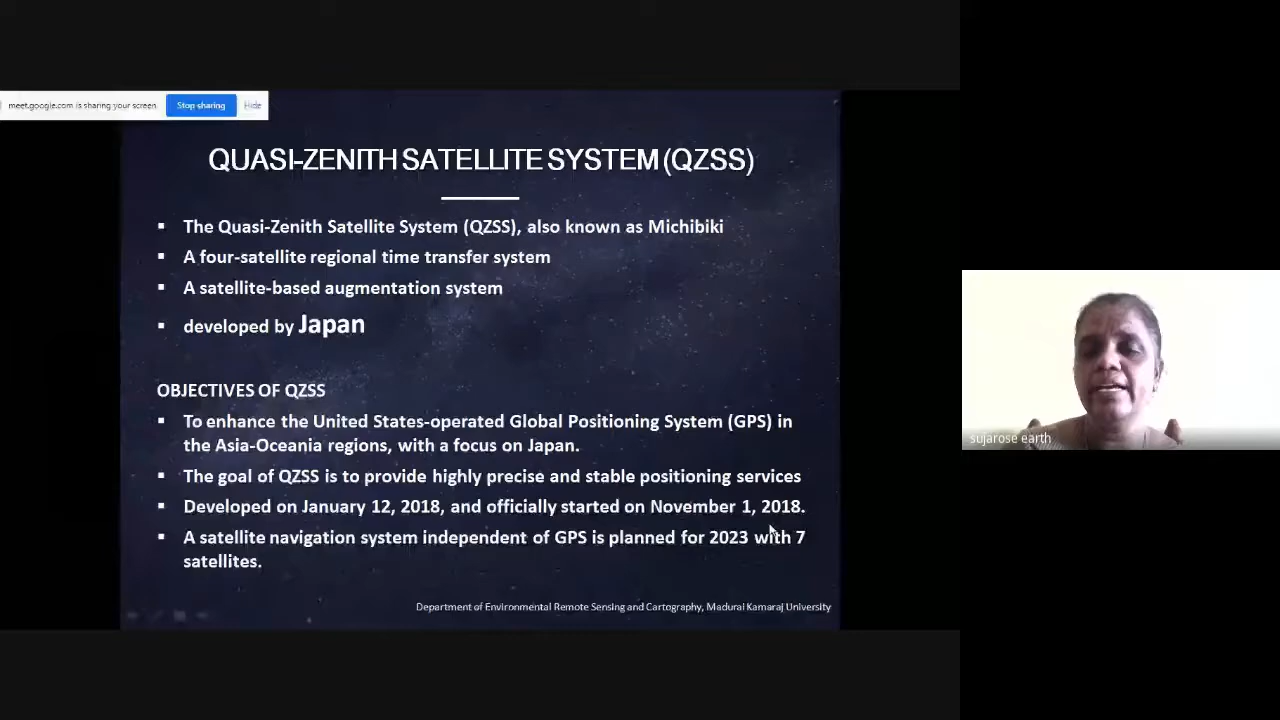 meet.google.com is sharing your screen.
Stop sharing
Hide
QUASI-ZENITH SATELLITE SYSTEM (QZSS)
▪ The Quasi-Zenith Satellite System (QZSS), also known as Michibiki
▪ A four-satellite regional time transfer system
▪ A satellite-based augmentation system
▪ developed by Japan
OBJECTIVES OF QZSS
▪ To enhance the United States-operated Global Positioning System (GPS) in
the Asia-Oceania regions, with a focus on Japan.
▪ The goal of QZSS is to provide highly precise and stable positioning services
▪ Developed on January 12, 2018, and officially started on November 1, 2018.
▪ A satellite navigation system independent of GPS is planned for 2023 with 7
satellites.
Department of Environmental Remote Sensing and Cartography, Madurai Kamaraj University
sujarose earth